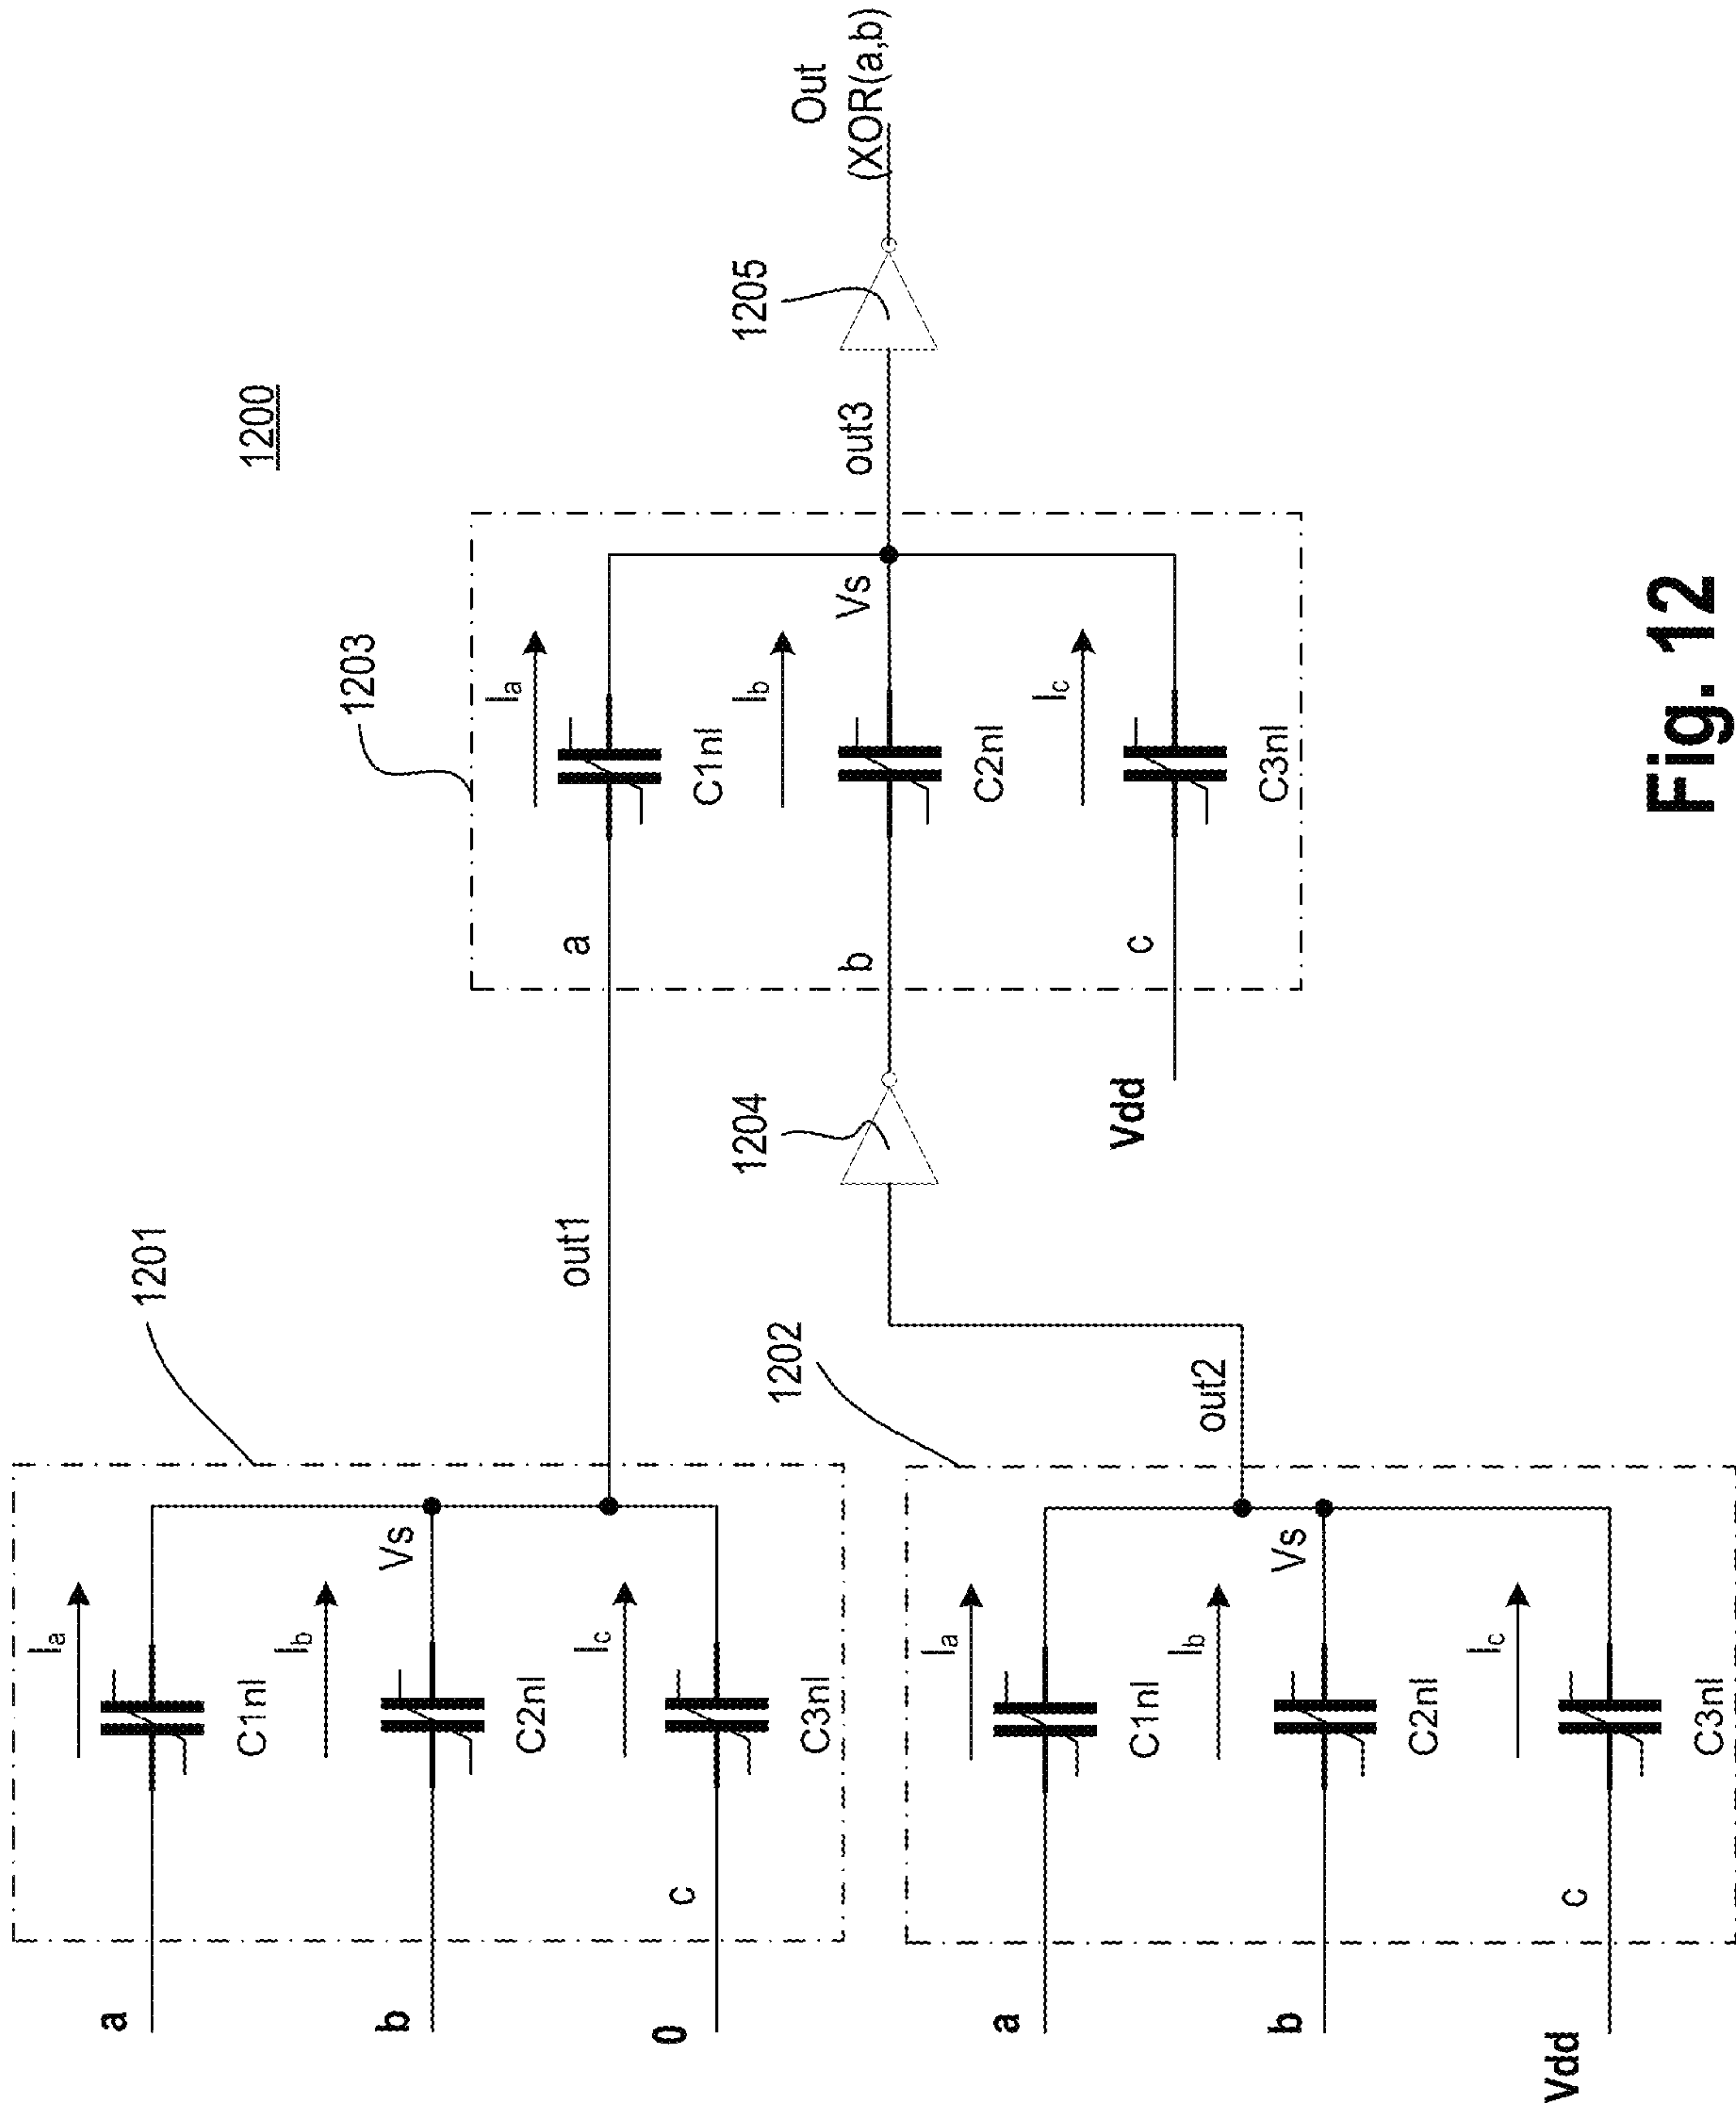 1200
1201
Ia
a
C1nl
Ib
Vs
b
C2nl
Ic
0
c
C3nl
out1
1202
Ia
a
C1nl
Ib
Vs
b
C2nl
Ic
Vdd
c
C3nl
out2
1204
1203
Ia
a
C1nl
Ib
Vs
b
C2nl
Ic
Vdd
c
C3nl
out3
1205
Out
(XOR(a,b)
Fig. 12